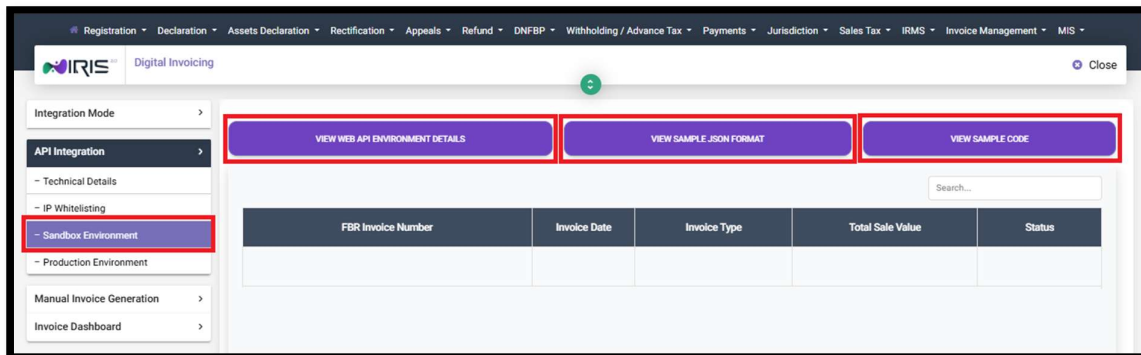 Registration Declaration Assets Declaration Rectification Appeals Refund DNFBP Withholding / Advance Tax Payments Jurisdiction Sales Tax IRMS Invoice Management MIS
IRIS Digital Invoicing Close
Integration Mode
API Integration
– Technical Details
– IP Whitelisting
– Sandbox Environment
– Production Environment
Manual Invoice Generation
Invoice Dashboard
VIEW WEB API ENVIRONMENT DETAILS VIEW SAMPLE JSON FORMAT VIEW SAMPLE CODE
Search...
FBR Invoice Number Invoice Date Invoice Type Total Sale Value Status